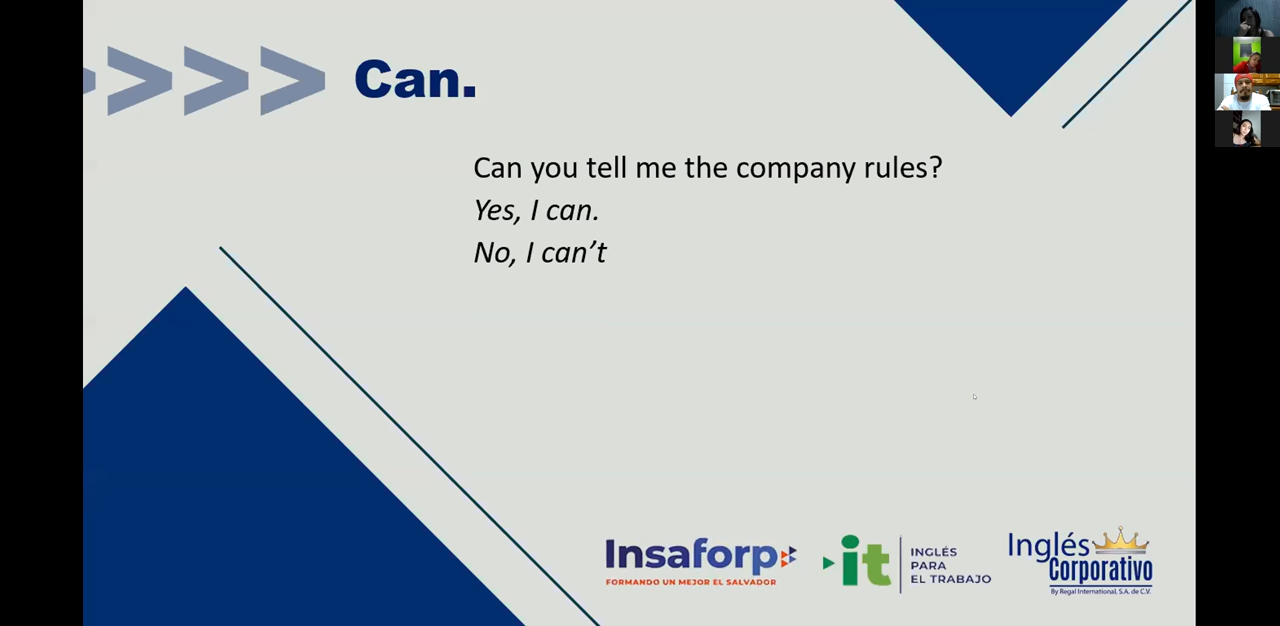 Can.
Can you tell me the company rules?
Yes, I can.
No, I can’t
Insaforp
FORMANDO UN MEJOR EL SALVADOR
it
INGLÉS
PARA
EL TRABAJO
Inglés
Corporativo
By Regal International, S.A. de C.V.